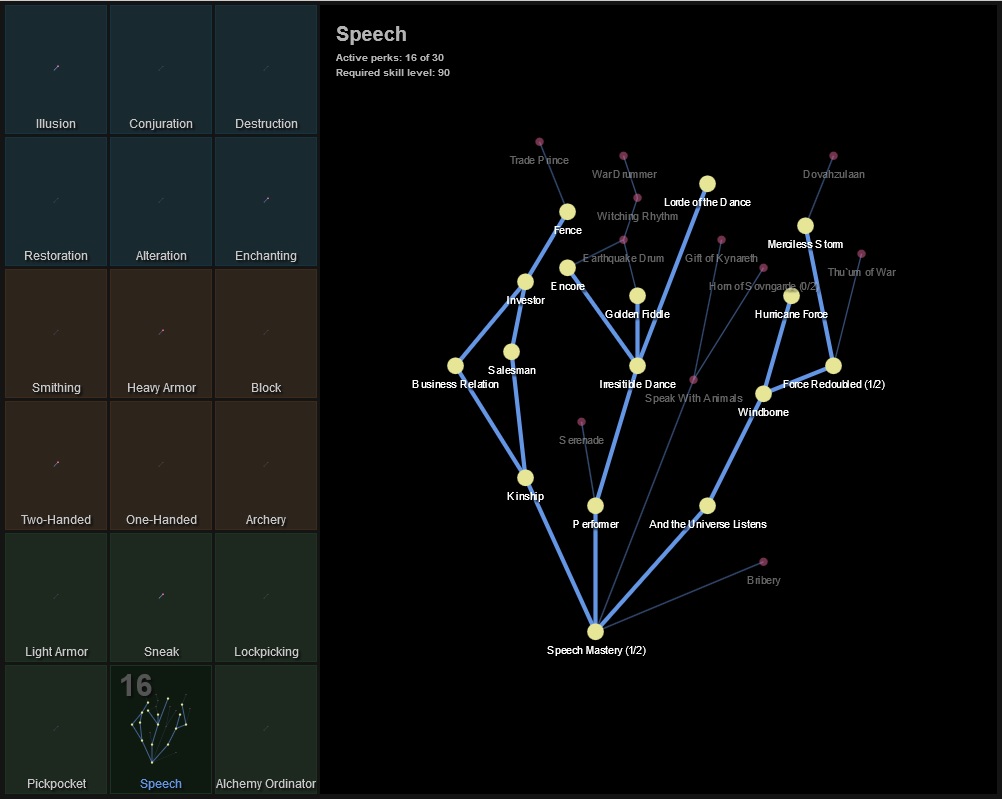 Illusion
Conjuration
Destruction
Restoration
Alteration
Enchanting
Smithing
Heavy Armor
Block
Two-Handed
One-Handed
Archery
Light Armor
Sneak
Lockpicking
16
Pickpocket
Speech
Alchemy Ordinator
Speech
Active perks: 16 of 30
Required skill level: 90
Trade Prince
War Drummer
Dovahzulaan
Lorde of the Dance
Witching Rhythm
Fence
Merciless Storm
Earthquake Drum
Gift of Kynareth
Thu'um of War
Encore
Horn of Sovngarde (0/2)
Investor
Golden Fiddle
Hurricane Force
Salesman
Business Relation
Irresitible Dance
Force Redoubled (1/2)
Speak With Animals
Windborne
Serenade
Kinship
Performer
And the Universe Listens
Bribery
Speech Mastery (1/2)